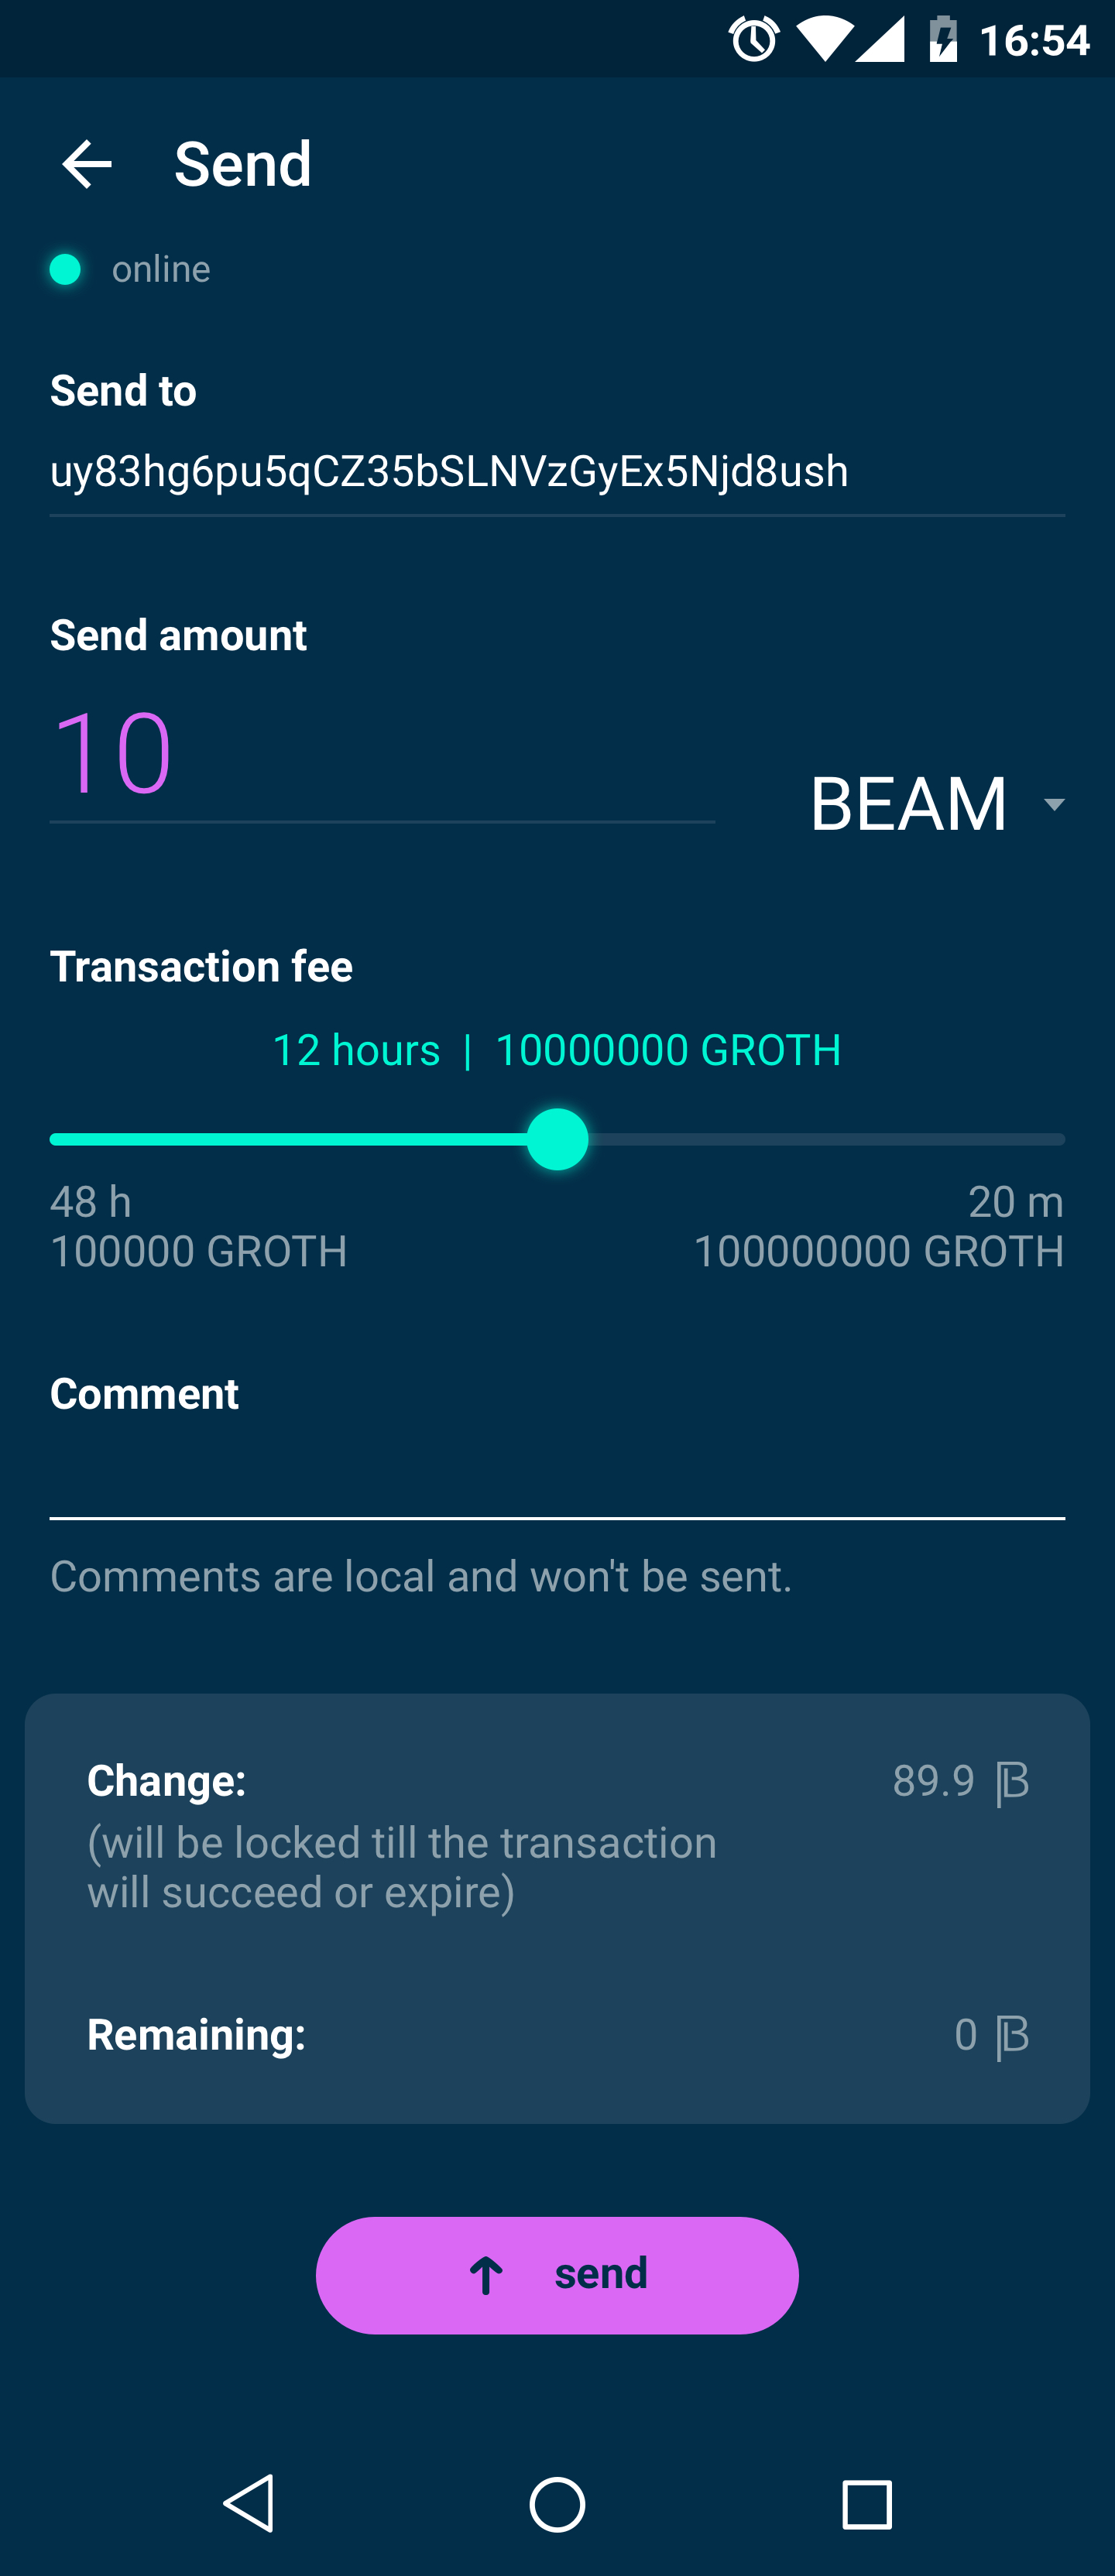 16:54
Send
online
Send to
uy83hg6pu5qCZ35bSLNVzGyEx5Njd8ush
Send amount
10
BEAM
Transaction fee
12 hours | 10000000 GROTH
48 h 20 m
100000 GROTH 100000000 GROTH
Comment
Comments are local and won't be sent.
Change: 89.9
(will be locked till the transaction
will succeed or expire)
Remaining: 0
send